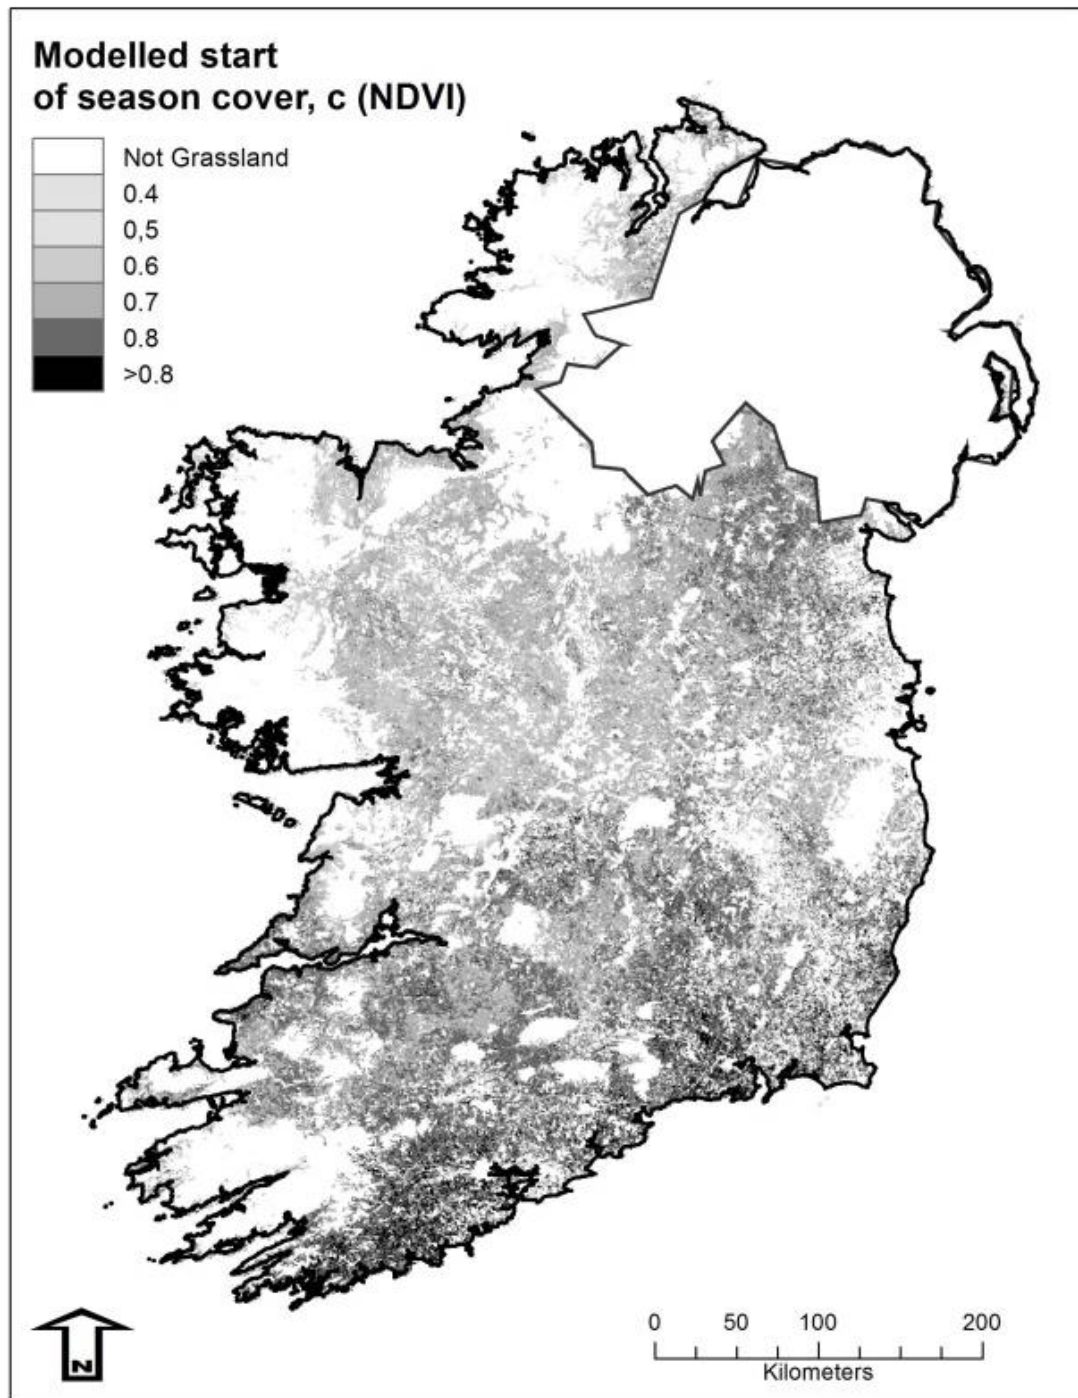 Modelled start
of season cover, c (NDVI)
Not Grassland
0.4
0,5
0.6
0.7
0.8
>0.8
N
0 50 100 200
Kilometers